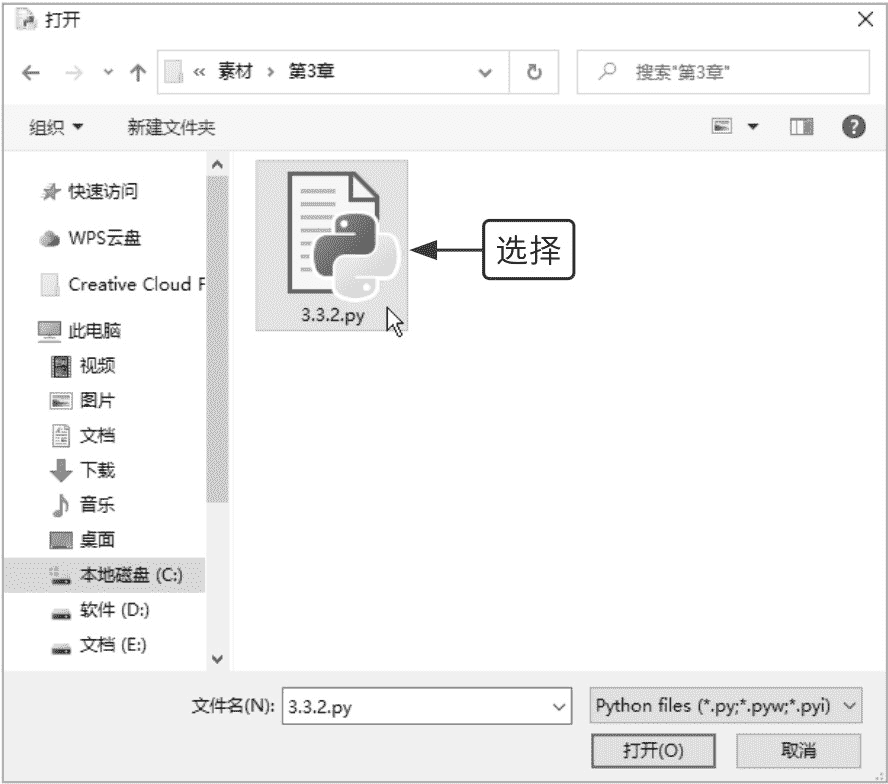 打开
« 素材 › 第3章
搜索"第3章"
组织
新建文件夹
快速访问
WPS云盘
Creative Cloud F
此电脑
视频
图片
文档
下载
音乐
桌面
本地磁盘 (C:)
软件 (D:)
文档 (E:)
3.3.2.py
选择
文件名(N):
3.3.2.py
Python files (*.py;*.pyw;*.pyi)
打开(O)
取消